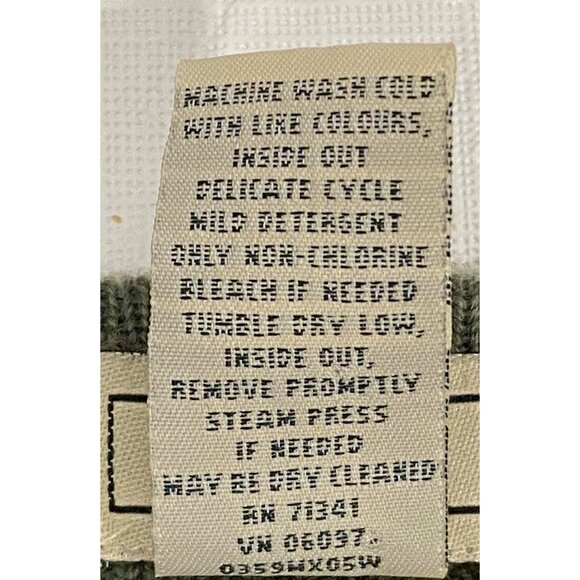 MACHINE WASH COLD
WITH LIKE COLOURS,
INSIDE OUT
DELICATE CYCLE
MILD DETERGENT
ONLY NON-CHLORINE
BLEACH IF NEEDED
TUMBLE DRY LOW,
INSIDE OUT,
REMOVE PROMPTLY
STEAM PRESS
IF NEEDED
MAY BE DRY CLEANED
RN 71341
VN 06097.
0359WX05W